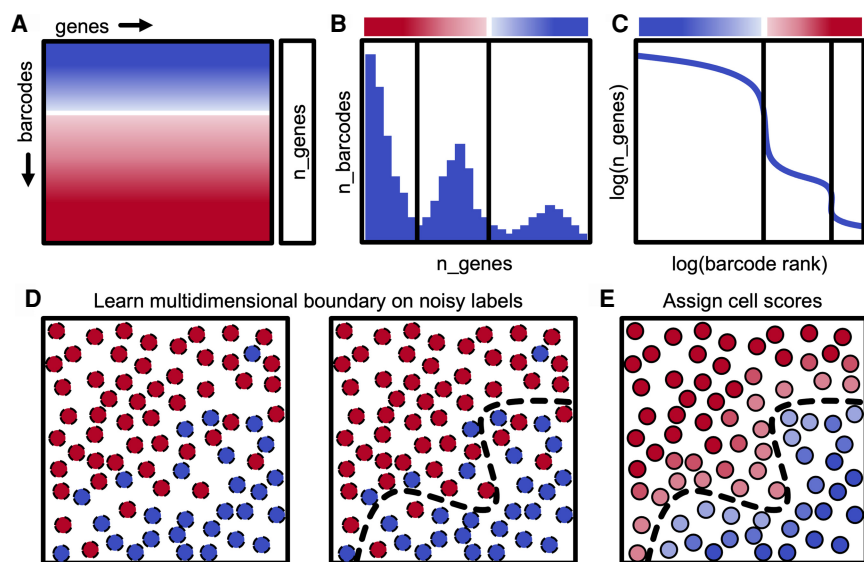 A
genes
barcodes
n_genes
B
n_barcodes
n_genes
C
log(n_genes)
log(barcode rank)
D
Learn multidimensional boundary on noisy labels
E
Assign cell scores